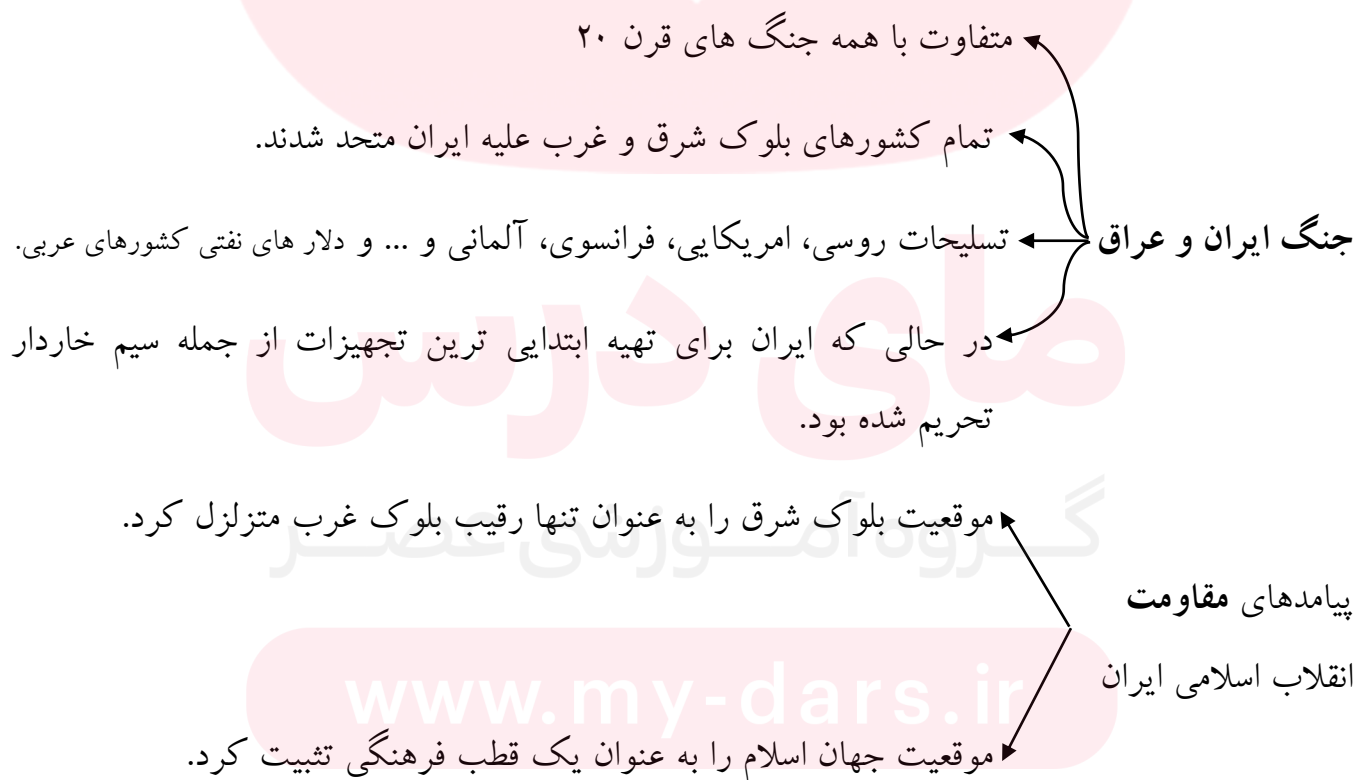 متفاوت با همه جنگ های قرن ۲۰
تمام کشورهای بلوک شرق و غرب علیه ایران متحد شدند.
جنگ ایران و عراق
تسلیحات روسی، امریکایی، فرانسوی، آلمانی و ... و دلار های نفتی کشورهای عربی.
در حالی که ایران برای تهیه ابتدایی ترین تجهیزات از جمله سیم خاردار
تحریم شده بود.
موقعیت بلوک شرق را به عنوان تنها رقیب بلوک غرب متزلزل کرد.
پیامدهای مقاومت
انقلاب اسلامی ایران
موقعیت جهان اسلام را به عنوان یک قطب فرهنگی تثبیت کرد.
مای درس
گروه آموزشی عصر
www.my-dars.ir